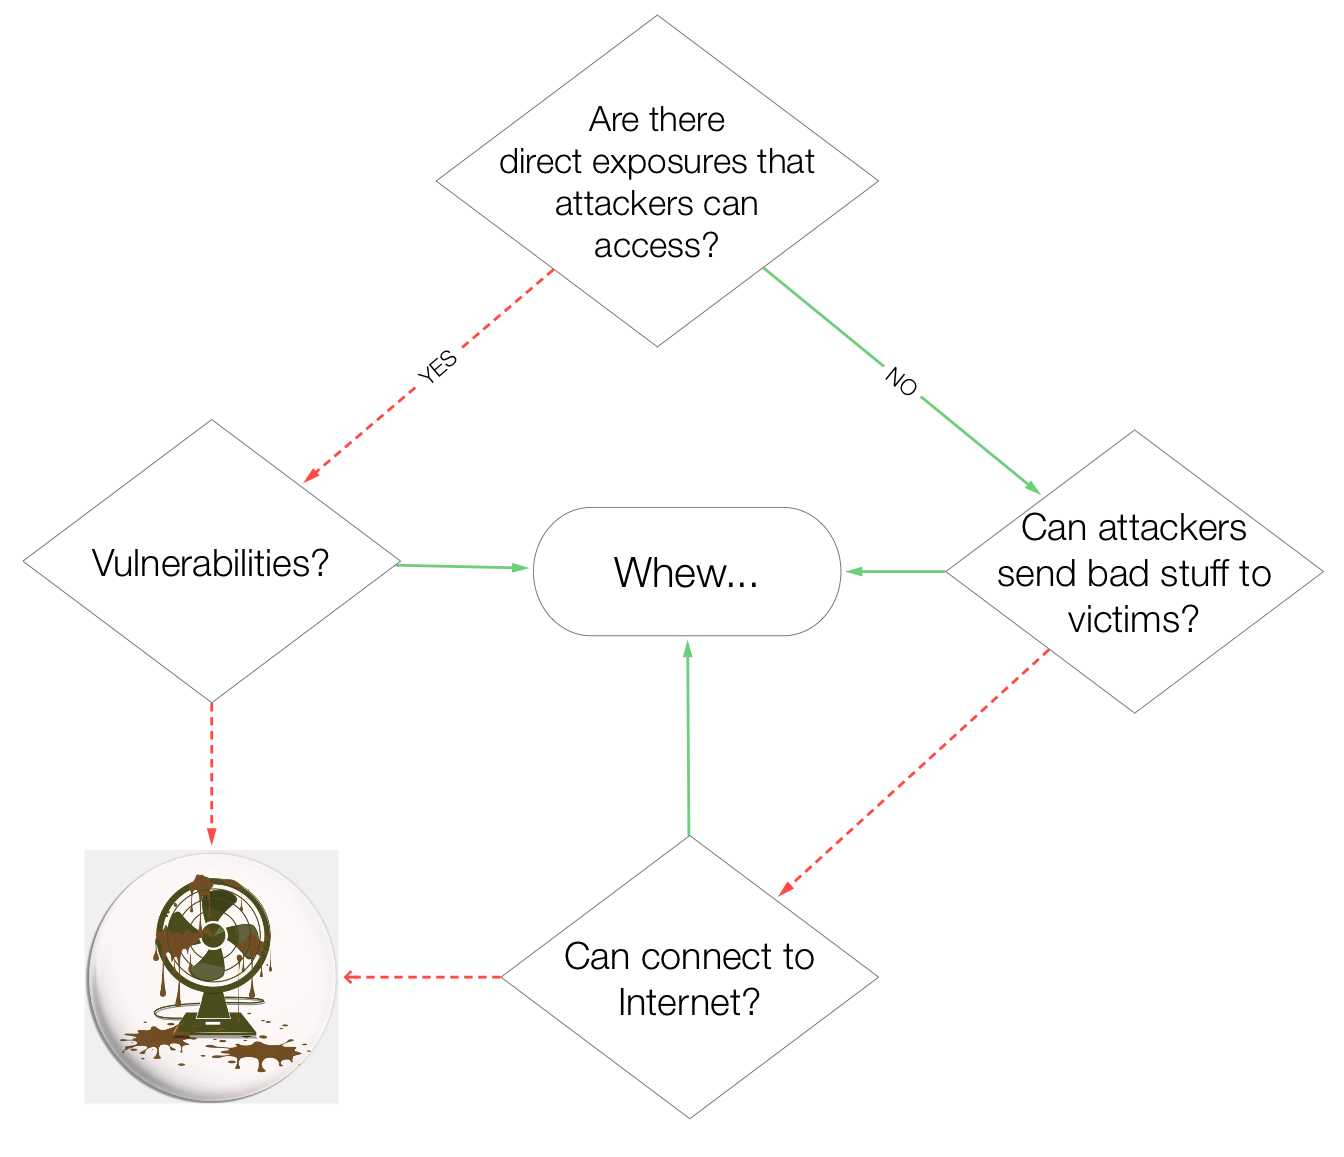 Are there
direct exposures that
attackers can
access?
YES
NO
Vulnerabilities?
Whew...
Can attackers
send bad stuff to
victims?
Can connect to
Internet?